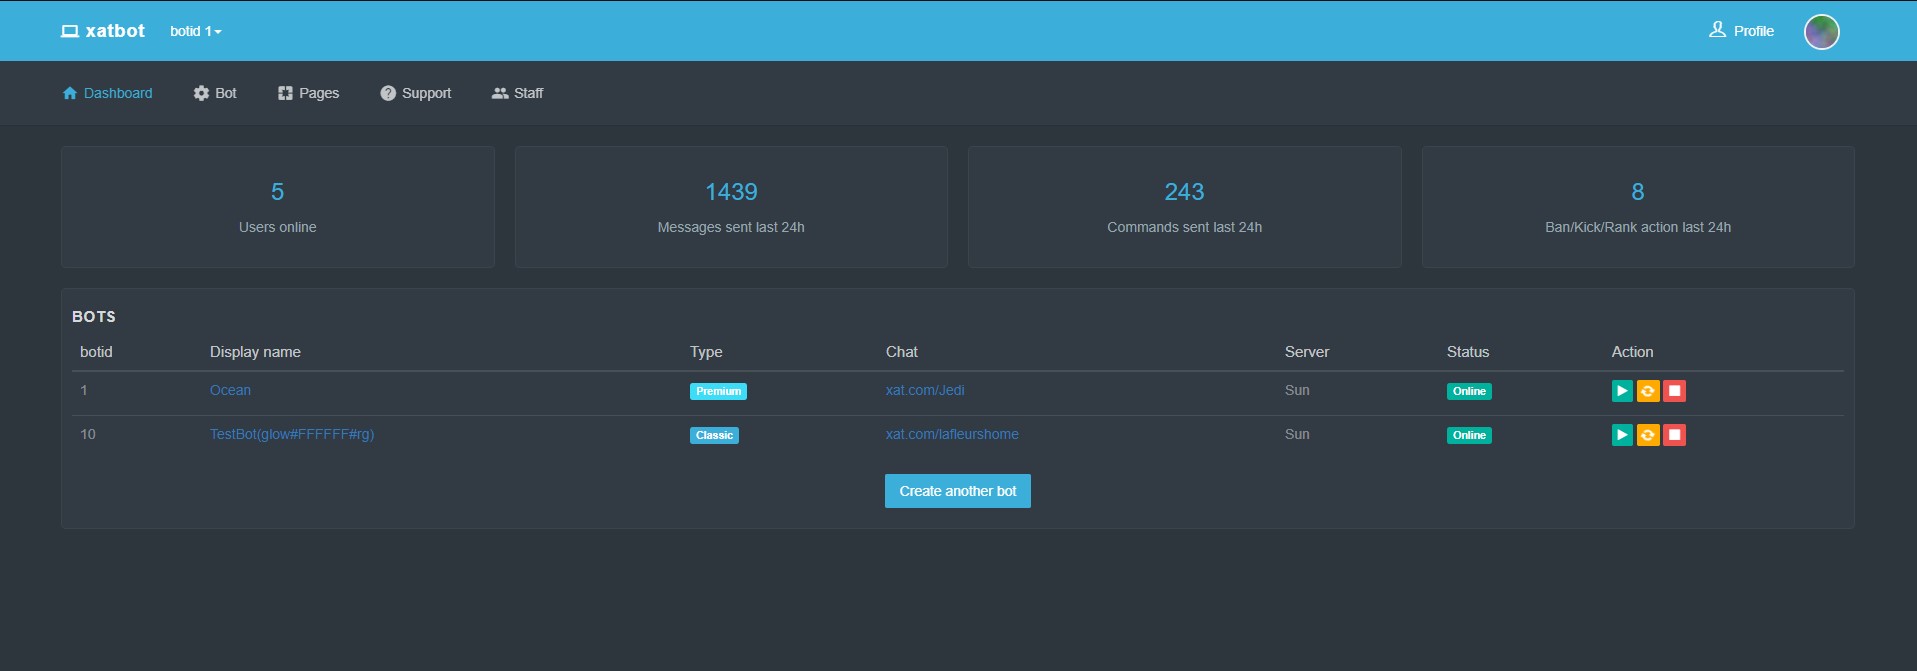 xatbot botid 1 Profile
Dashboard Bot Pages Support Staff
5 1439 243 8
Users online Messages sent last 24h Commands sent last 24h Ban/Kick/Rank action last 24h
BOTS
botid Display name Type Chat Server Status Action
1 Ocean Premium xat.com/Jedi Sun Online
10 TestBot(glow#FFFFFF#rg) Classic xat.com/lafleurshome Sun Online
Create another bot